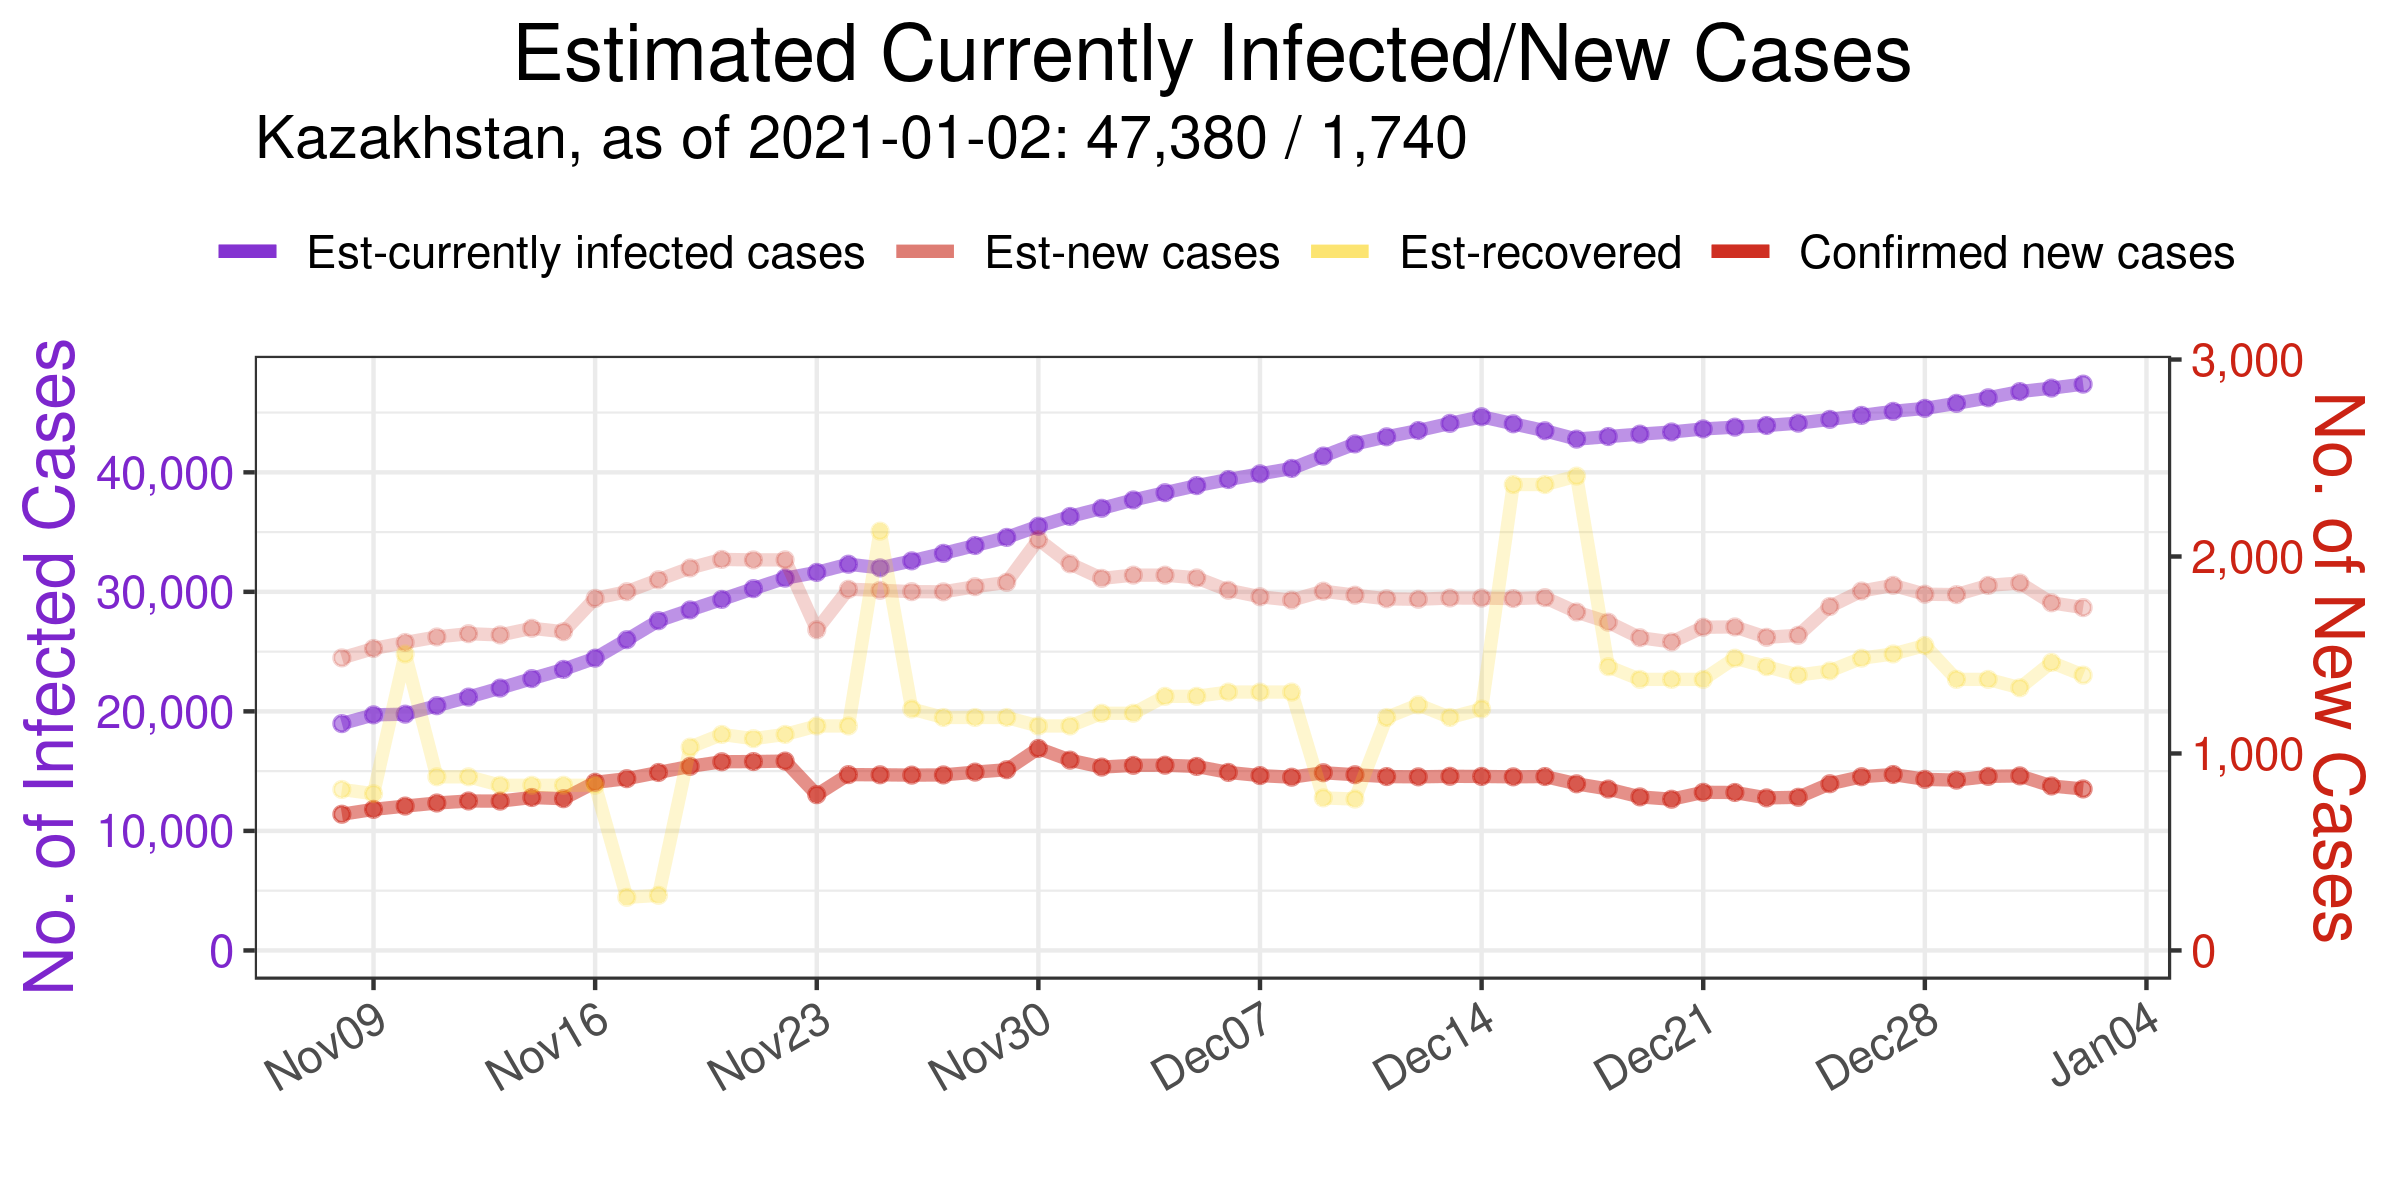 Estimated Currently Infected/New Cases
Kazakhstan, as of 2021-01-02: 47,380 / 1,740
Est-currently infected cases
Est-new cases
Est-recovered
Confirmed new cases
No. of Infected Cases
40,000
30,000
20,000
10,000
0
3,000
2,000
1,000
0
No. of New Cases
Nov09
Nov16
Nov23
Nov30
Dec07
Dec14
Dec21
Dec28
Jan04